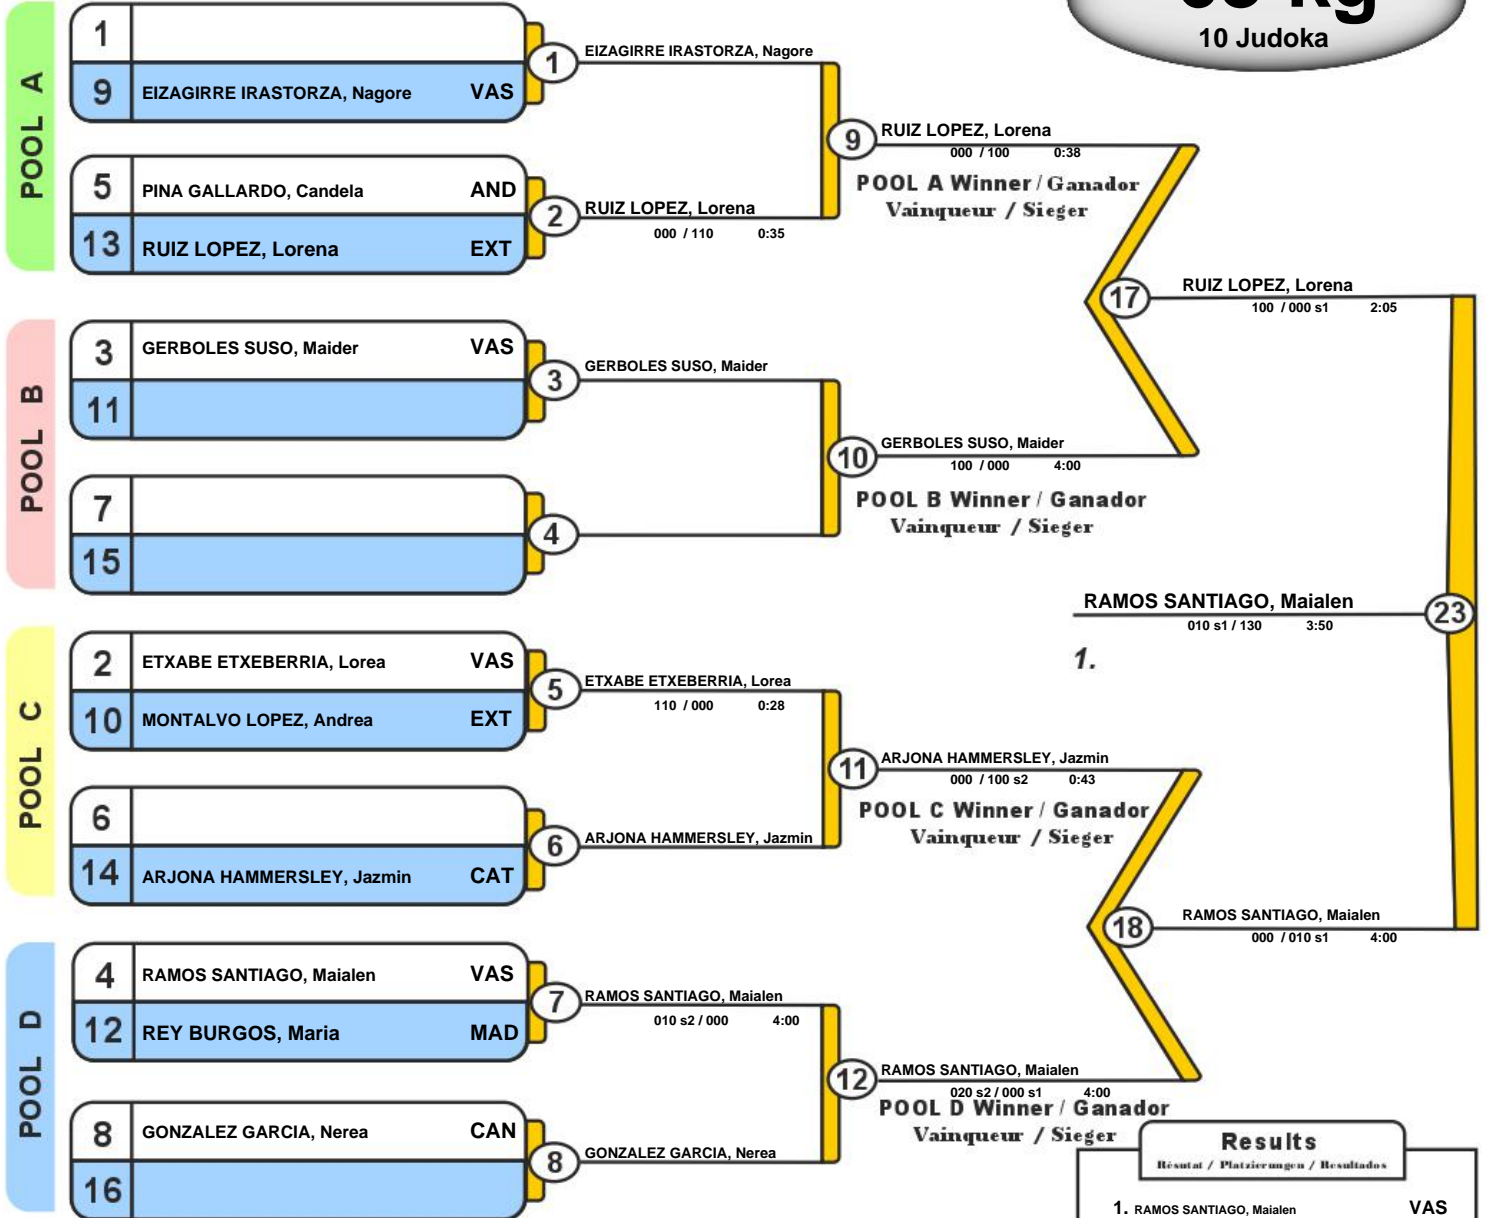 10 Judoka
POOL A
1
9 EIZAGIRRE IRASTORZA, Nagore VAS
5 PINA GALLARDO, Candela AND
13 RUIZ LOPEZ, Lorena EXT
1 EIZAGIRRE IRASTORZA, Nagore
2 RUIZ LOPEZ, Lorena
000 / 110 0:35
9 RUIZ LOPEZ, Lorena
000 / 100 0:38
POOL A Winner / Ganador
Vainqueur / Sieger
POOL B
3 GERBOLES SUSO, Maider VAS
11
7
15
3 GERBOLES SUSO, Maider
4
10 GERBOLES SUSO, Maider
100 / 000 4:00
POOL B Winner / Ganador
Vainqueur / Sieger
17 RUIZ LOPEZ, Lorena
100 / 000 s1 2:05
RAMOS SANTIAGO, Maialen 23
010 s1 / 130 3:50
1.
POOL C
2 ETXABE ETXEBERRIA, Lorea VAS
10 MONTALVO LOPEZ, Andrea EXT
6
14 ARJONA HAMMERSLEY, Jazmin CAT
5 ETXABE ETXEBERRIA, Lorea
110 / 000 0:28
6 ARJONA HAMMERSLEY, Jazmin
11 ARJONA HAMMERSLEY, Jazmin
000 / 100 s2 0:43
POOL C Winner / Ganador
Vainqueur / Sieger
18 RAMOS SANTIAGO, Maialen
000 / 010 s1 4:00
POOL D
4 RAMOS SANTIAGO, Maialen VAS
12 REY BURGOS, Maria MAD
8 GONZALEZ GARCIA, Nerea CAN
16
7 RAMOS SANTIAGO, Maialen
010 s2 / 000 4:00
8 GONZALEZ GARCIA, Nerea
12 RAMOS SANTIAGO, Maialen
020 s2 / 000 s1 4:00
POOL D Winner / Ganador
Vainqueur / Sieger
Results
Résutat / Platzierungen / Resultados
1. RAMOS SANTIAGO, Maialen VAS